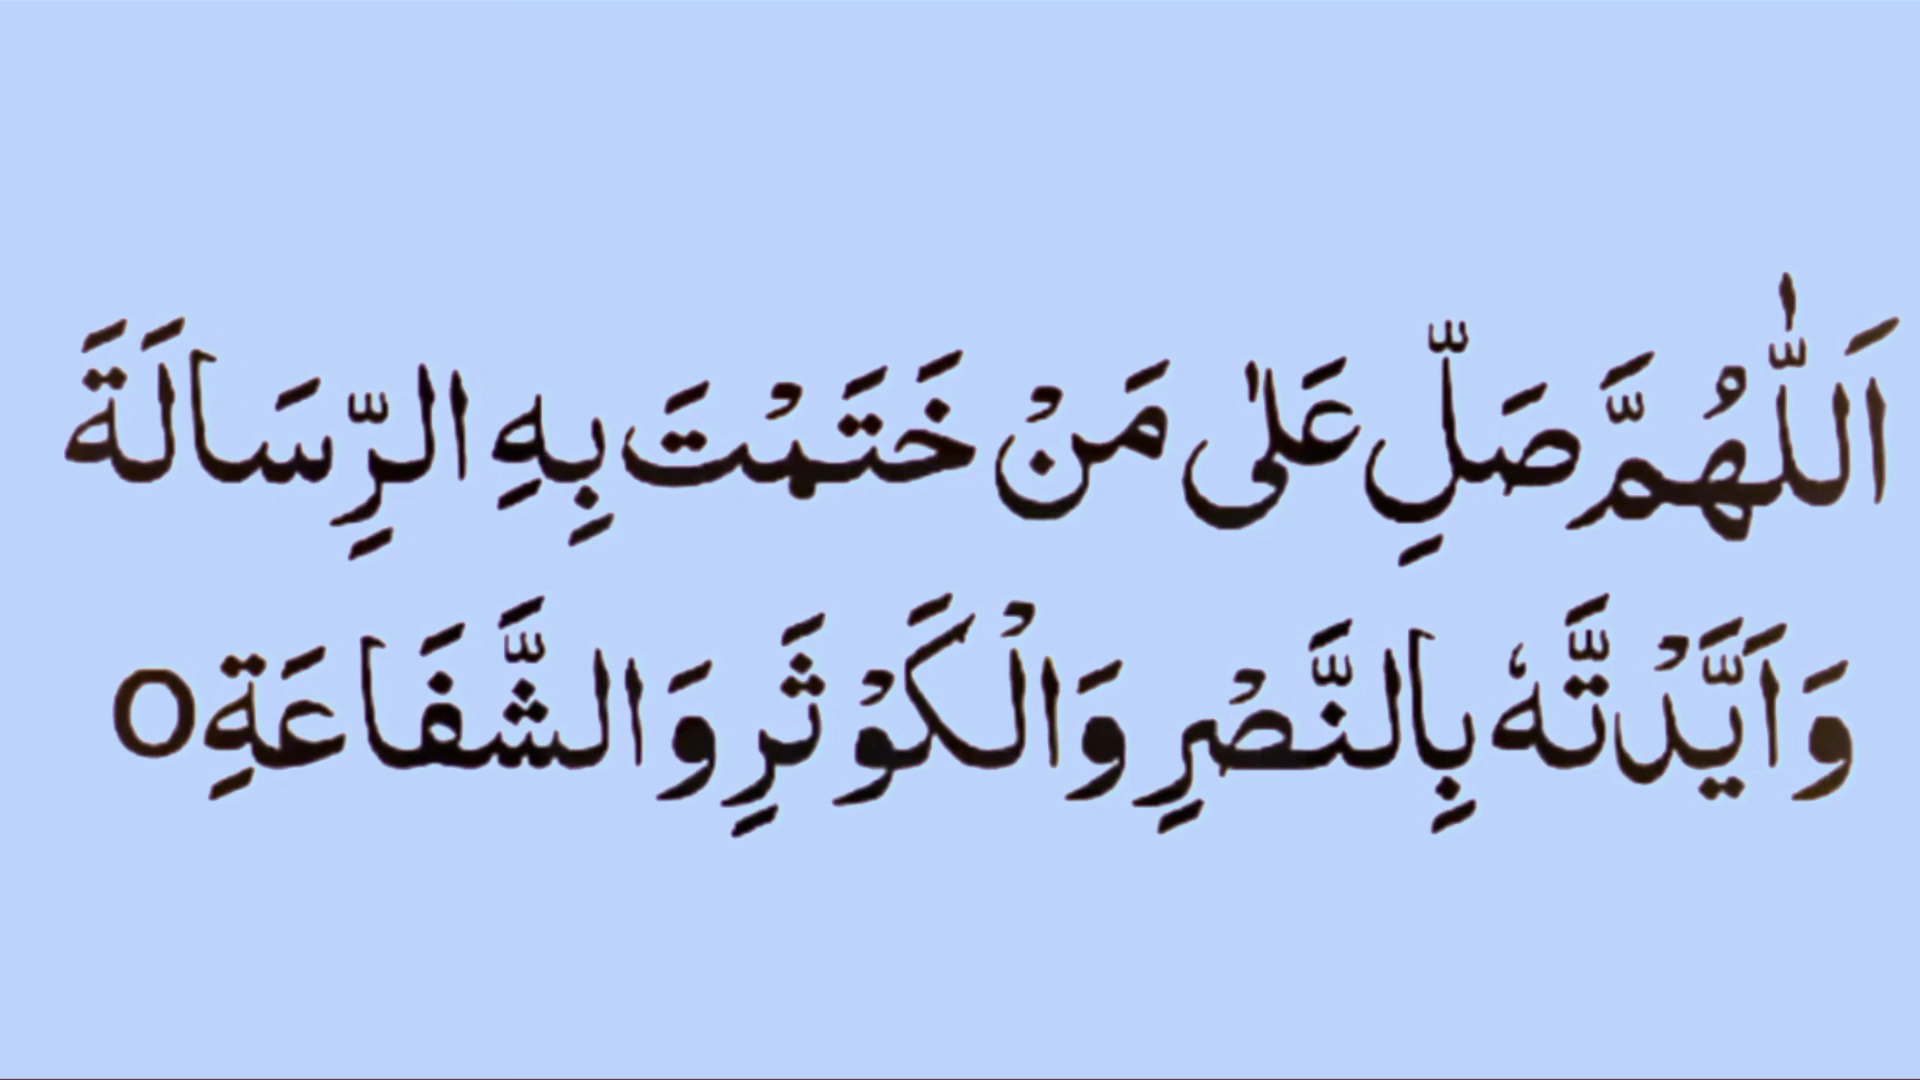 اَللّٰهُمَّ صَلِّ عَلٰى مَنْ خَتَمْتَ بِهِ الرِّسَالَةَ
وَاَيَّدْتَّهٗ بِالنَّصْرِ وَالْكَوْثَرِ وَالشَّفَاعَةِ○